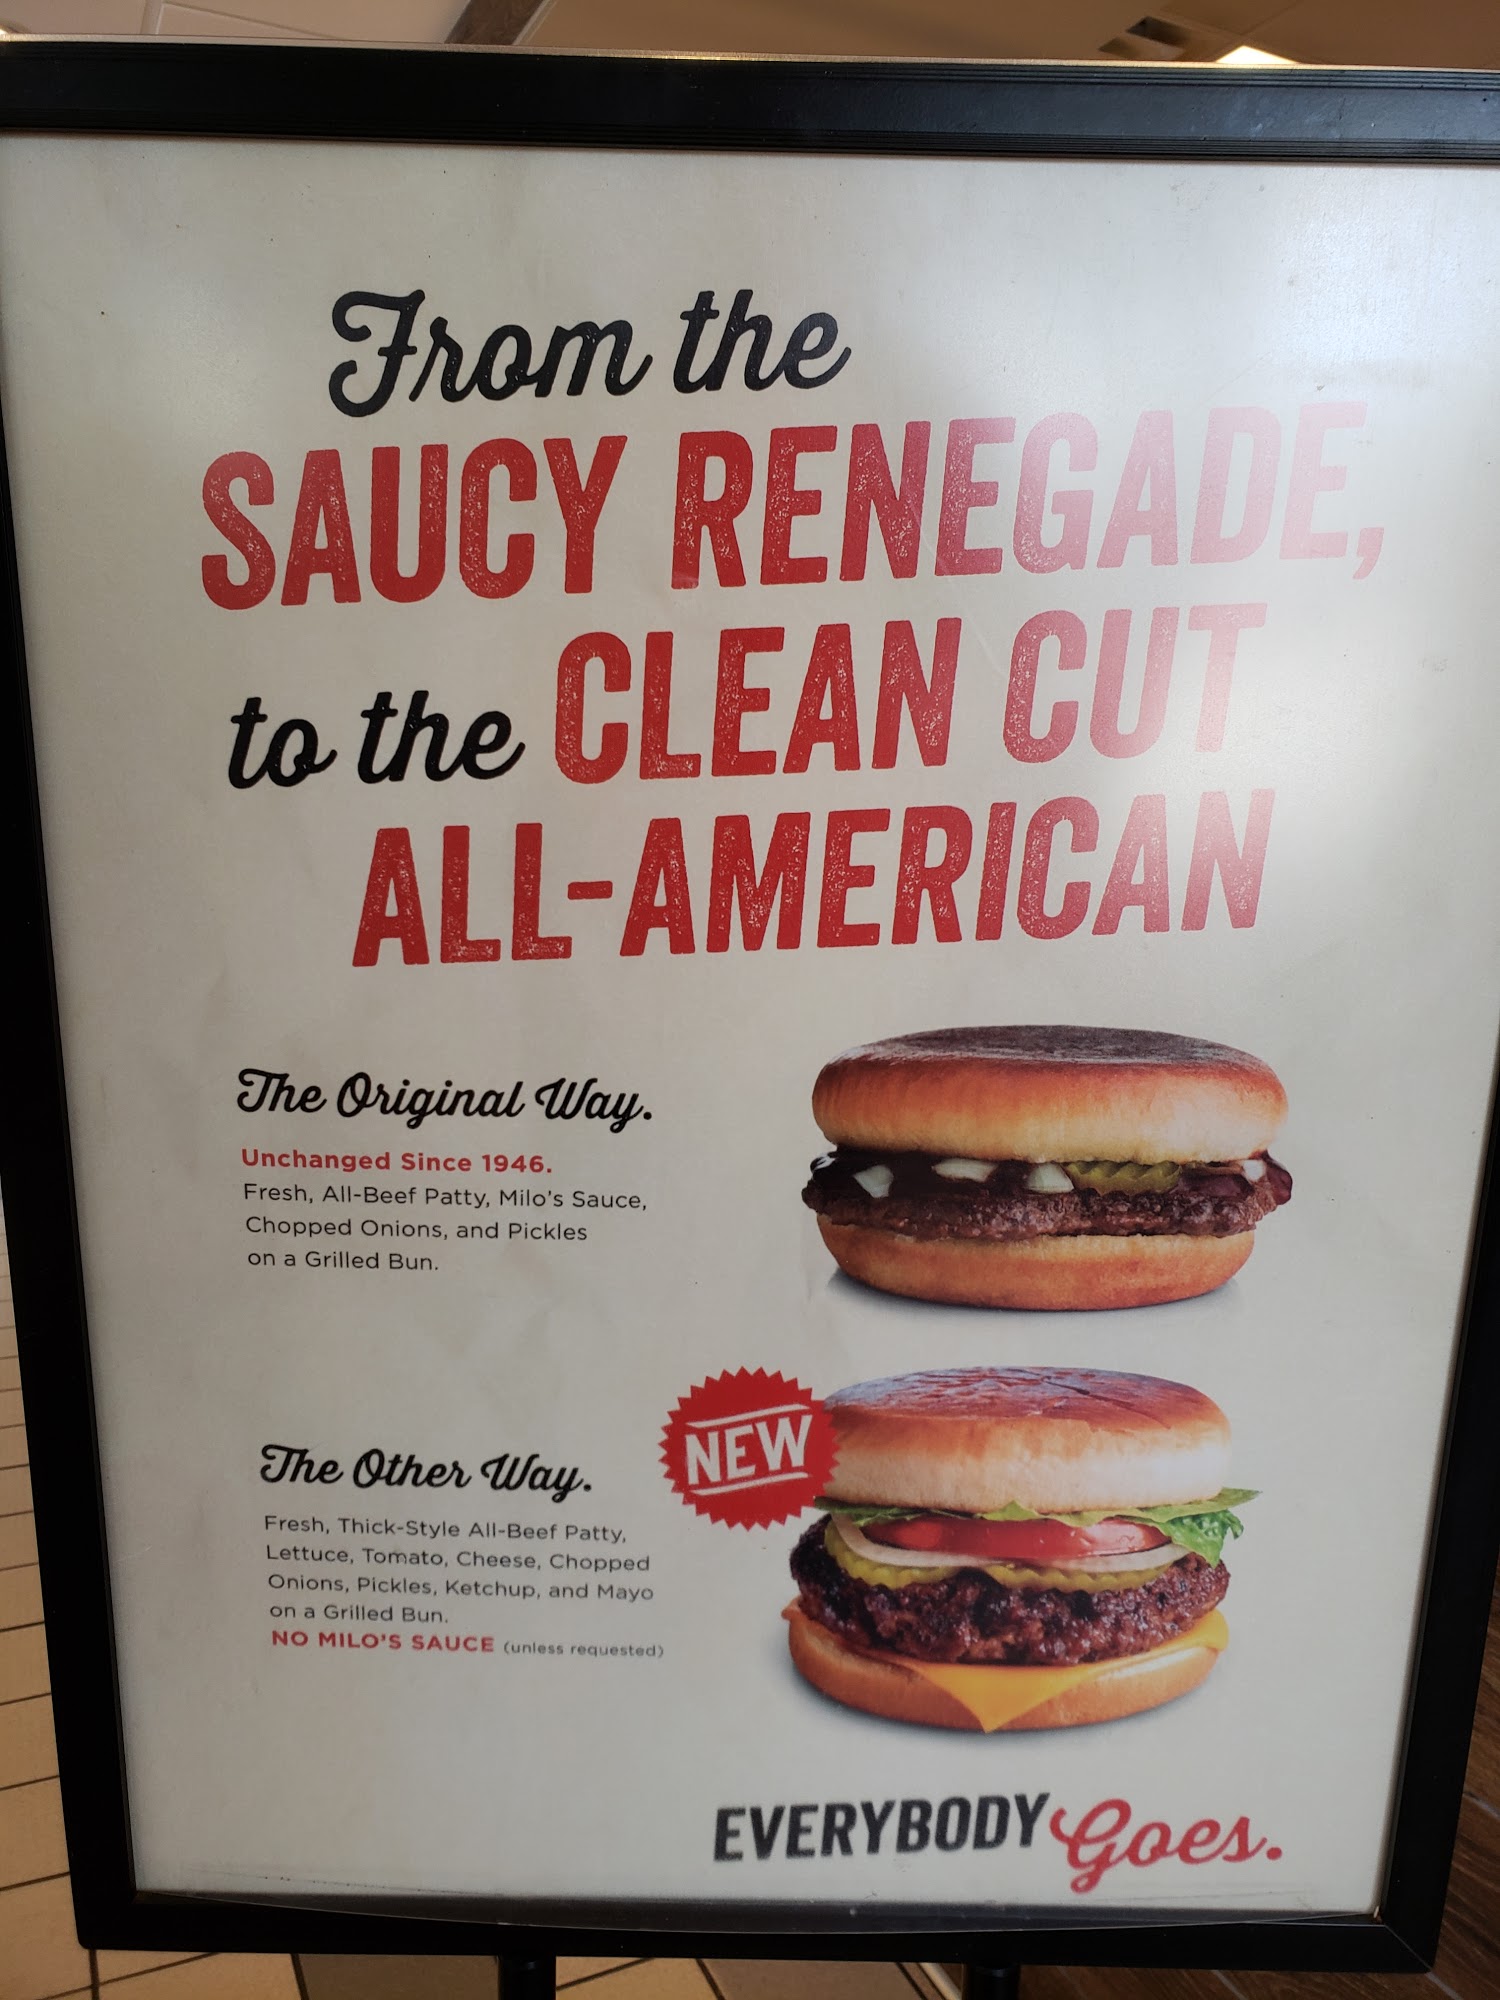 From the
SAUCY RENEGADE,
to the CLEAN CUT
ALL-AMERICAN
The Original Way.
Unchanged Since 1946.
Fresh, All-Beef Patty, Milo's Sauce,
Chopped Onions, and Pickles
on a Grilled Bun.
NEW
The Other Way.
Fresh, Thick-Style All-Beef Patty,
Lettuce, Tomato, Cheese, Chopped
Onions, Pickles, Ketchup, and Mayo
on a Grilled Bun.
NO MILO'S SAUCE (unless requested)
EVERYBODY Goes.